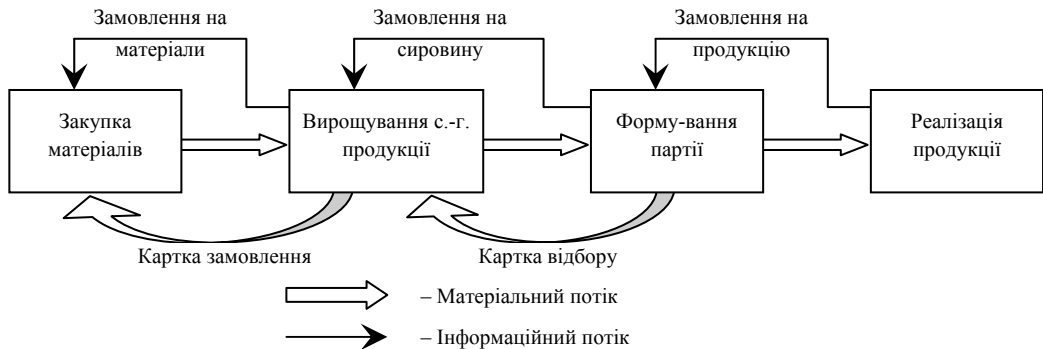 Замовлення на
матеріали
Замовлення на
сировину
Замовлення на
продукцію
Закупка
матеріалів
Вирощування с.-г.
продукції
Форму-вання
партії
Реалізація
продукції
Картка замовлення
Картка відбору
– Матеріальний потік
– Інформаційний потік